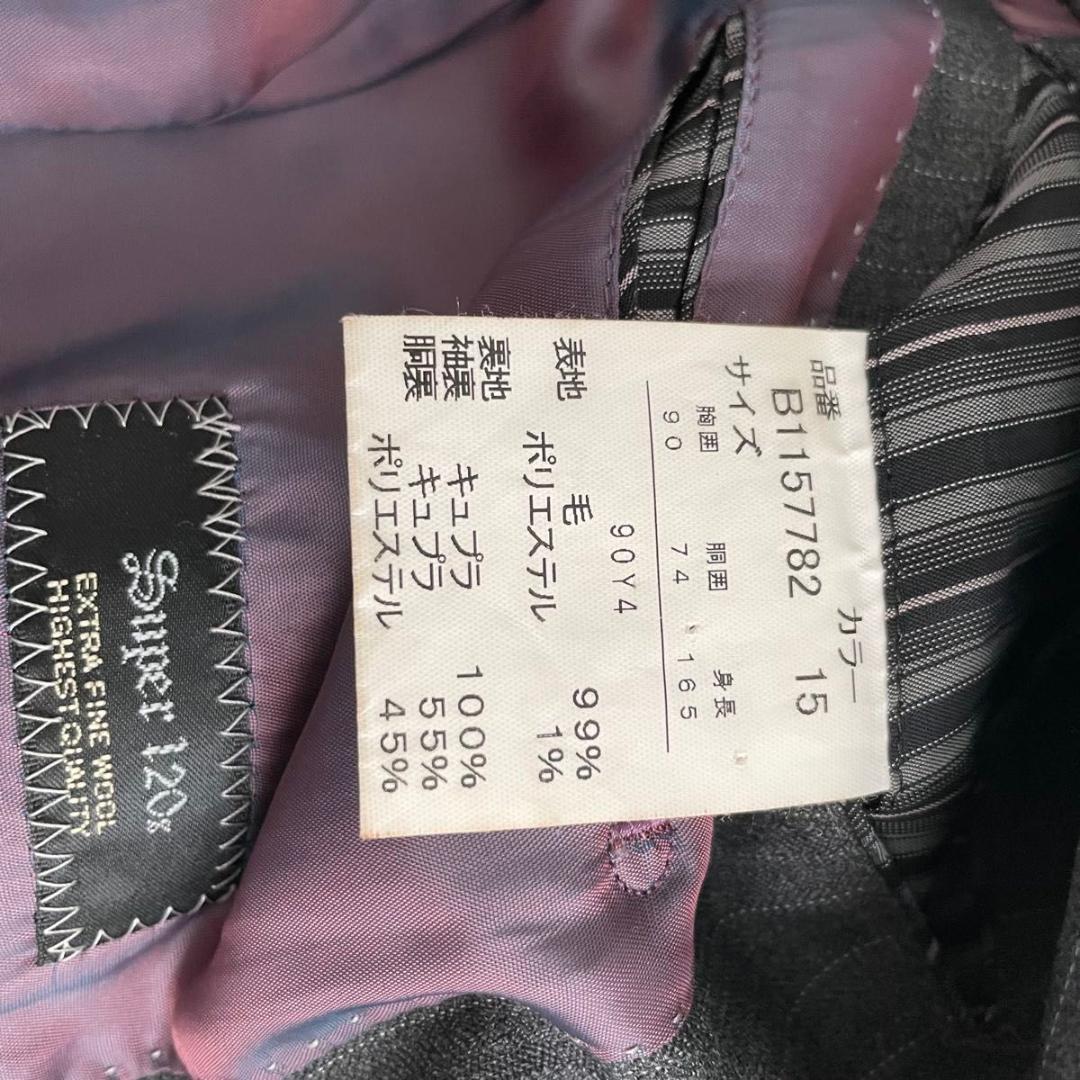 品番 カラー
B1157782 15
サイズ
胸囲 胴囲 身長
90 74 165
90Y4
表地 毛 99%
ポリエステル 1%
裏地
袖裏 キュプラ 100%
胴裏 キュプラ 55%
ポリエステル 45%
Super 120s
EXTRA FINE WOOL
HIGHEST QUALITY